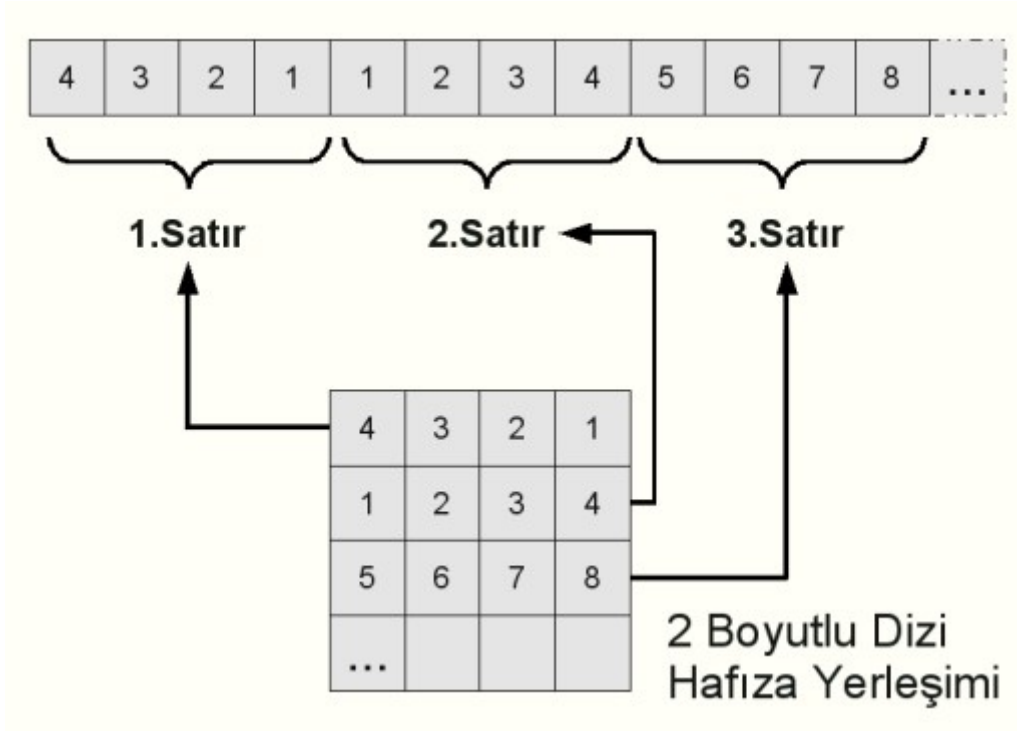 4 3 2 1 1 2 3 4 5 6 7 8 ...
1.Satır 2.Satır 3.Satır
4 3 2 1
1 2 3 4
5 6 7 8
...
2 Boyutlu Dizi
Hafıza Yerleşimi